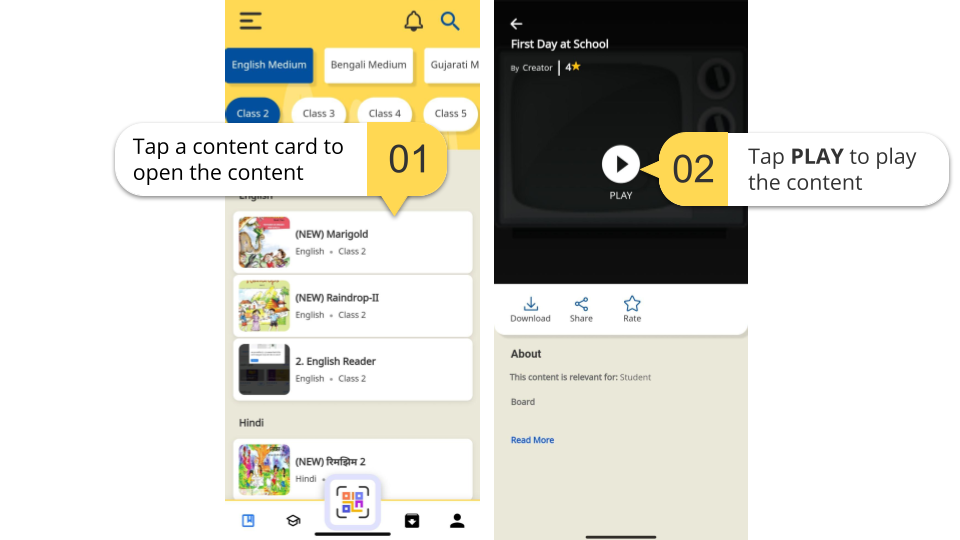 English Medium
Bengali Medium
Gujarati M
Class 2
Class 3
Class 4
Class 5
Tap a content card to
open the content
01
English
(NEW) Marigold
English • Class 2
(NEW) Raindrop-II
English • Class 2
2. English Reader
English • Class 2
Hindi
(NEW) रिमझिम 2
Hindi •
First Day at School
By Creator | 4★
PLAY
02
Tap PLAY to play
the content
Download
Share
Rate
About
This content is relevant for: Student
Board
Read More